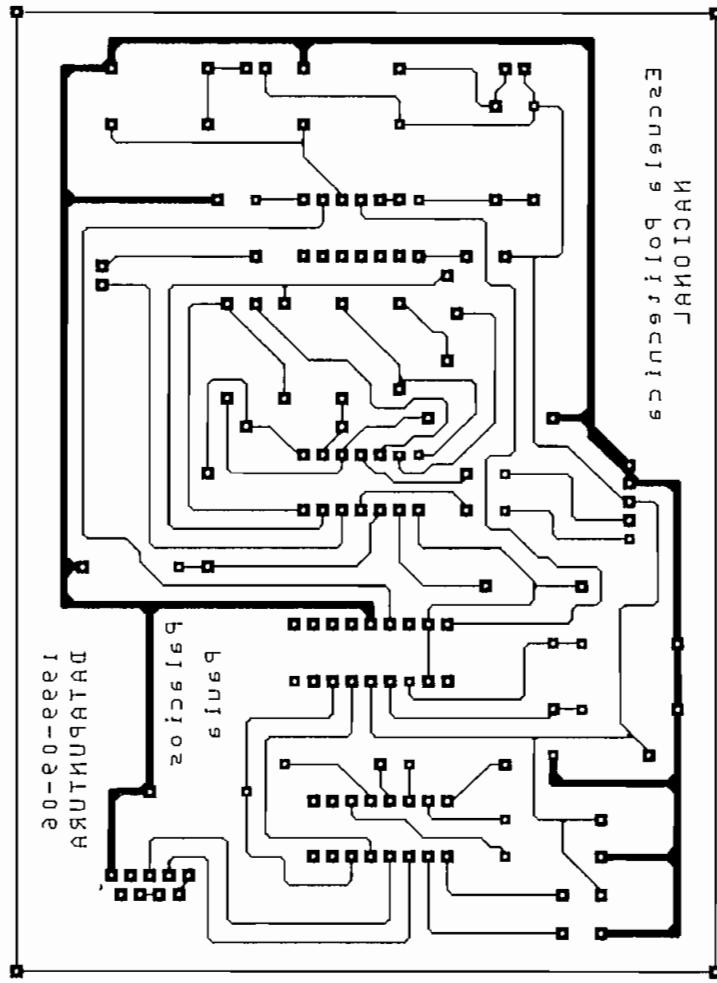 Escuela Politecnica
NACIONAL
Paula
Palacios
DATAPUNTURA
1999-09-06